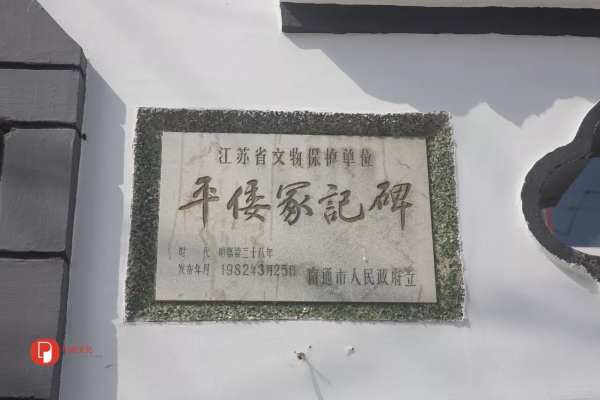 江苏省文物保护单位
平倭冢記碑
时 代 明嘉靖三十八年
发布年月 1982年3月25日 南通市人民政府立